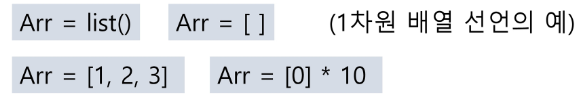 Arr = list() Arr = [ ] (1차원 배열 선언의 예)
Arr = [1, 2, 3] Arr = [0] * 10